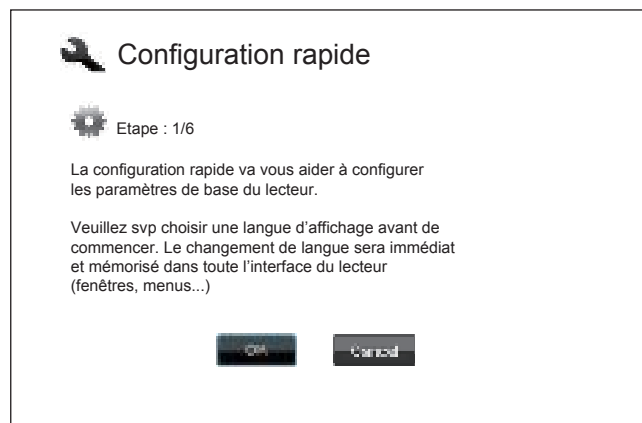 Configuration rapide
Etape : 1/6
La configuration rapide va vous aider à configurer
les paramètres de base du lecteur.
Veuillez svp choisir une langue d'affichage avant de
commencer. Le changement de langue sera immédiat
et mémorisé dans toute l'interface du lecteur
(fenêtres, menus...)
OK Cancel